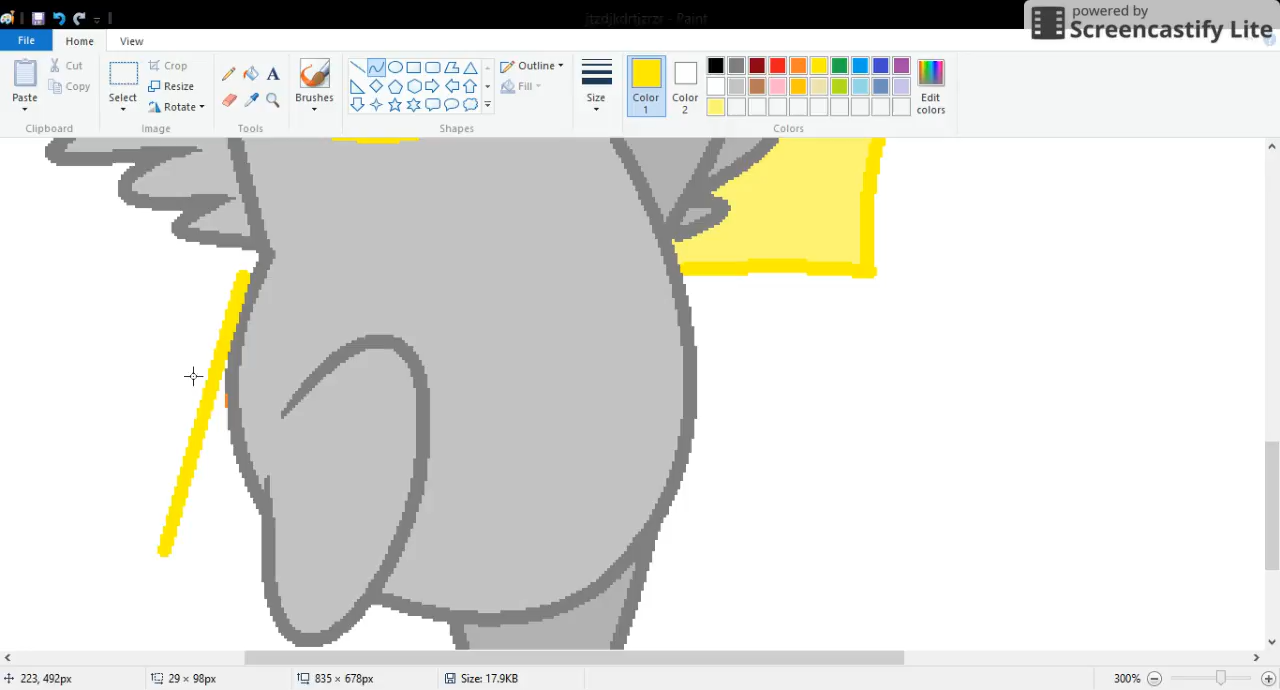 jtzdjkdrtjzrzr - Paint
powered by
Screencastify Lite
File
Home
View
Paste
Cut
Copy
Clipboard
Select
Crop
Resize
Rotate
Image
A
Tools
Brushes
Outline
Fill
Shapes
Size
Color
1
Color
2
Edit
colors
Colors
223, 492px
29 × 98px
835 × 678px
Size: 17.9KB
300%